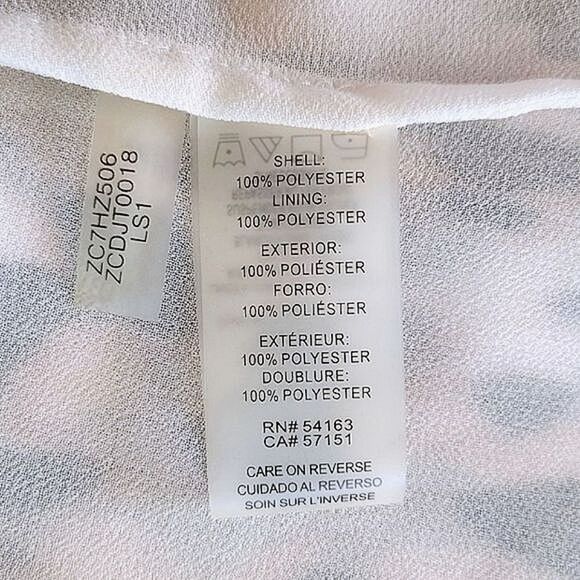 ZC7HZ506
ZCDJT0018
LS1
SHELL:
100% POLYESTER
LINING:
100% POLYESTER
EXTERIOR:
100% POLIÉSTER
FORRO:
100% POLIÉSTER
EXTÉRIEUR:
100% POLYESTER
DOUBLURE:
100% POLYESTER
RN# 54163
CA# 57151
CARE ON REVERSE
CUIDADO AL REVERSO
SOIN SUR L'INVERSE